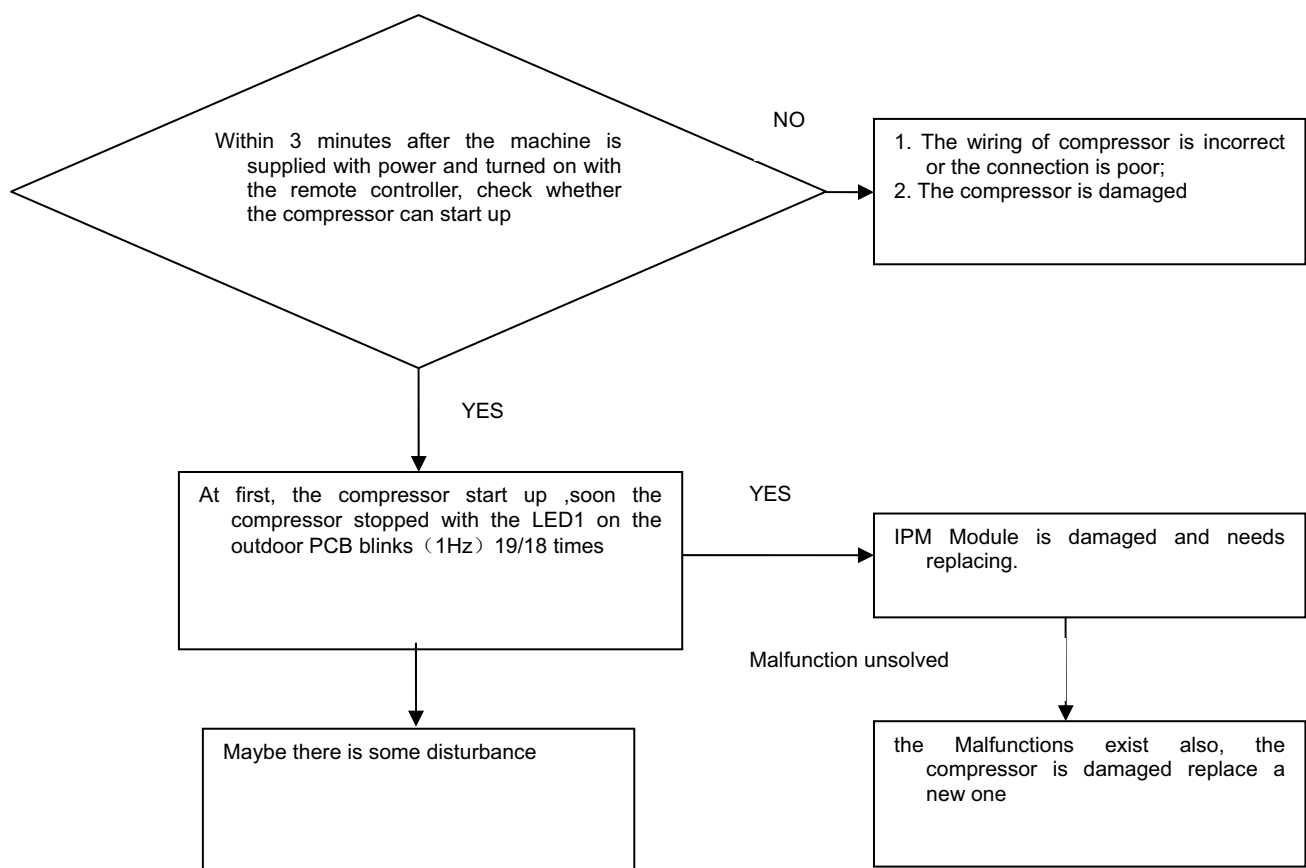 Within 3 minutes after the machine is
supplied with power and turned on with
the remote controller, check whether
the compressor can start up
NO
1. The wiring of compressor is incorrect
or the connection is poor;
2. The compressor is damaged
YES
At first, the compressor start up ,soon the
compressor stopped with the LED1 on the
outdoor PCB blinks（1Hz）19/18 times
YES
IPM Module is damaged and needs
replacing.
Malfunction unsolved
Maybe there is some disturbance
the Malfunctions exist also, the
compressor is damaged replace a
new one